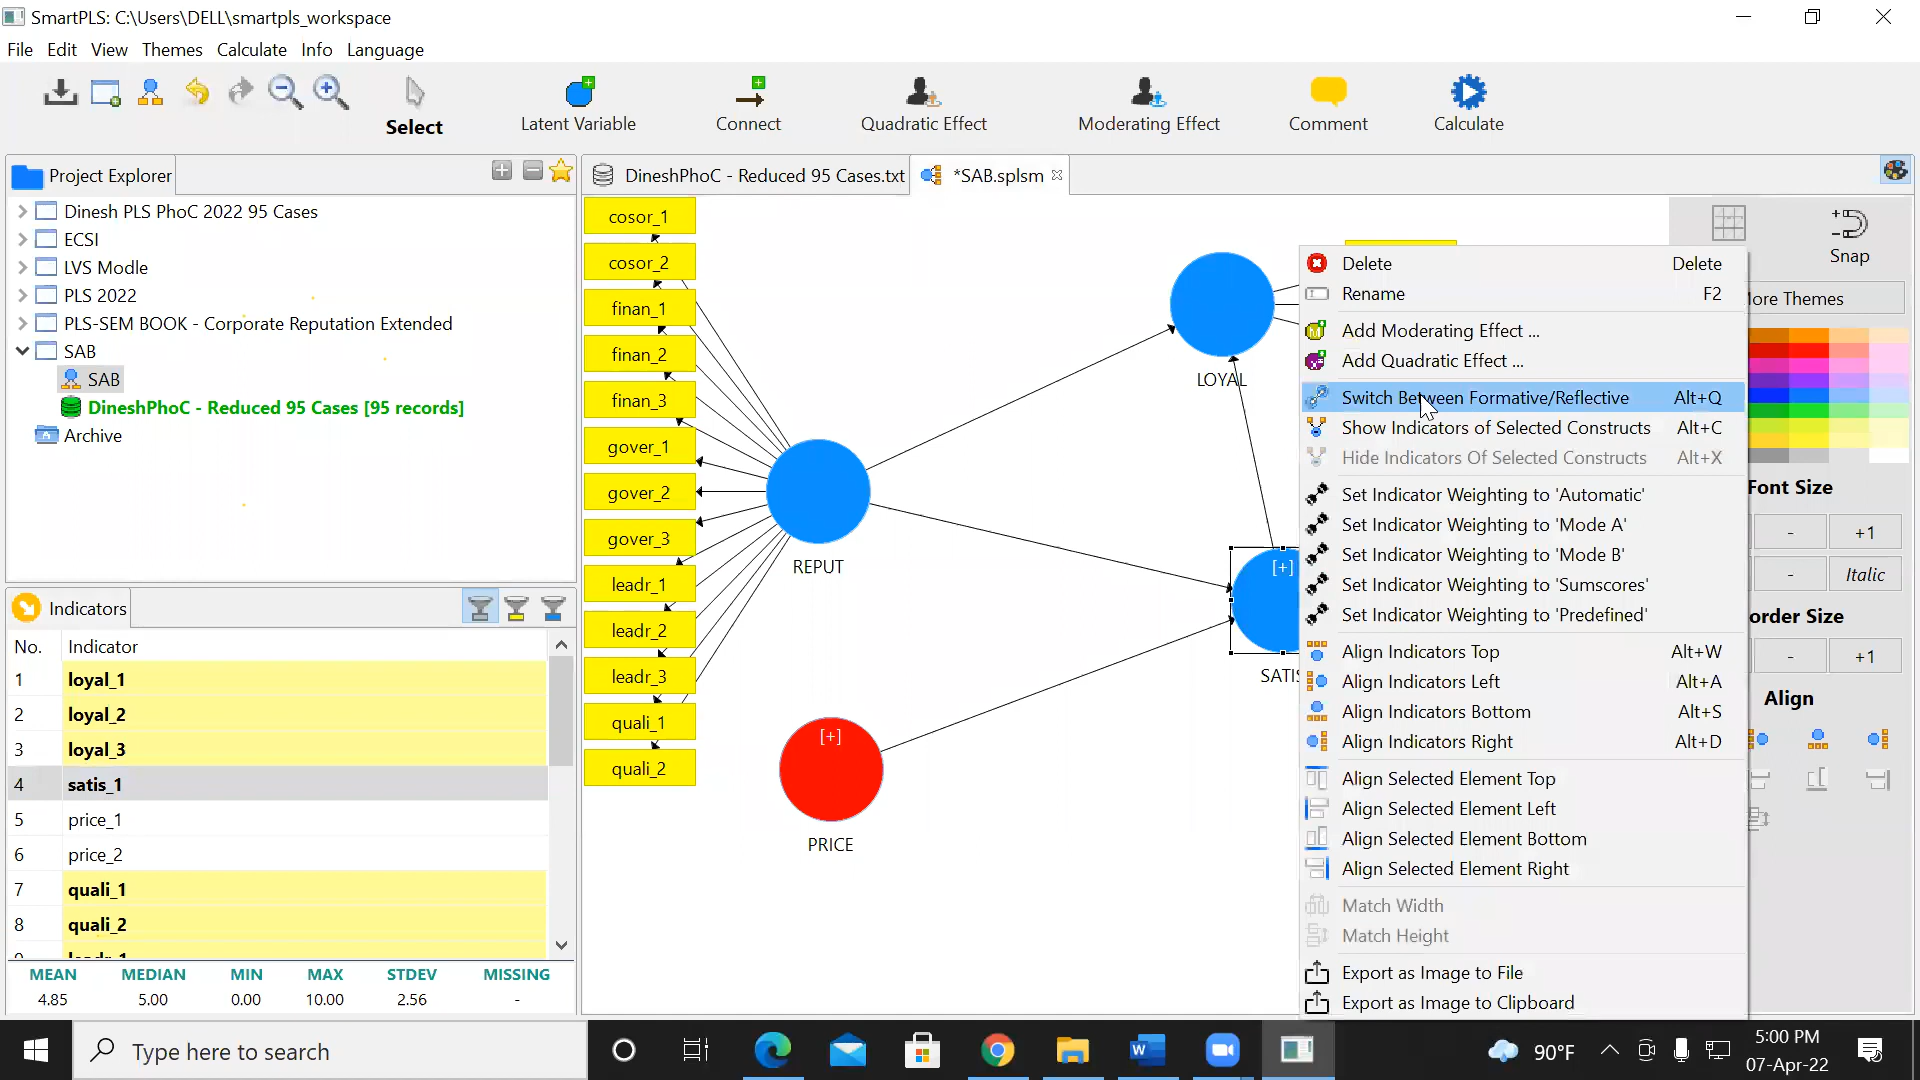 SmartPLS: C:\Users\DELL\smartpls_workspace
File Edit View Themes Calculate Info Language
Select
Latent Variable
Connect
Quadratic Effect
Moderating Effect
Comment
Calculate
Project Explorer
Dinesh PLS PhoC 2022 95 Cases
ECSI
LVS Modle
PLS 2022
PLS-SEM BOOK - Corporate Reputation Extended
SAB
SAB
DineshPhoC - Reduced 95 Cases [95 records]
Archive
Indicators
No. Indicator
1 loyal_1
2 loyal_2
3 loyal_3
4 satis_1
5 price_1
6 price_2
7 quali_1
8 quali_2
MEAN MEDIAN MIN MAX STDEV MISSING
4.85 5.00 0.00 10.00 2.56 -
DineshPhoC - Reduced 95 Cases.txt
*SAB.splsm
cosor_1
cosor_2
finan_1
finan_2
finan_3
gover_1
gover_2
gover_3
leadr_1
leadr_2
leadr_3
quali_1
quali_2
REPUT
[+]
PRICE
LOYAL
[+]
SATIS
Delete Delete
Rename F2
Add Moderating Effect ...
Add Quadratic Effect ...
Switch Between Formative/Reflective Alt+Q
Show Indicators of Selected Constructs Alt+C
Hide Indicators Of Selected Constructs Alt+X
Set Indicator Weighting to 'Automatic'
Set Indicator Weighting to 'Mode A'
Set Indicator Weighting to 'Mode B'
Set Indicator Weighting to 'Sumscores'
Set Indicator Weighting to 'Predefined'
Align Indicators Top Alt+W
Align Indicators Left Alt+A
Align Indicators Bottom Alt+S
Align Indicators Right Alt+D
Align Selected Element Top
Align Selected Element Left
Align Selected Element Bottom
Align Selected Element Right
Match Width
Match Height
Export as Image to File
Export as Image to Clipboard
Snap
ore Themes
Font Size
- +1
- Italic
order Size
- +1
Align
Type here to search
90°F
5:00 PM
07-Apr-22